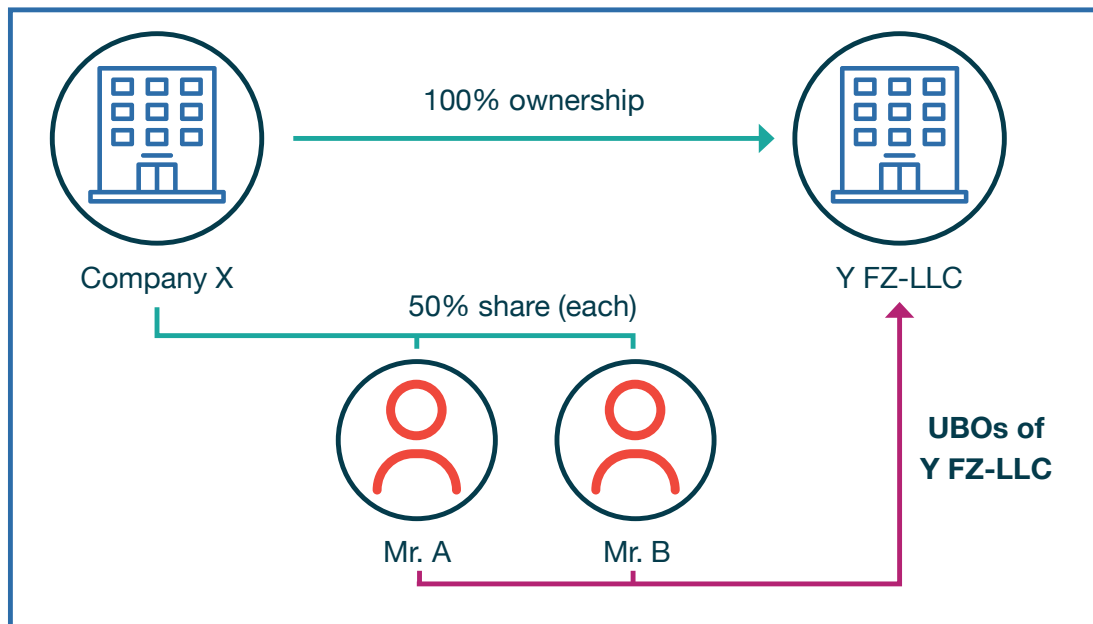 100% ownership
Company X
Y FZ-LLC
50% share (each)
UBOs of
Y FZ-LLC
Mr. A
Mr. B